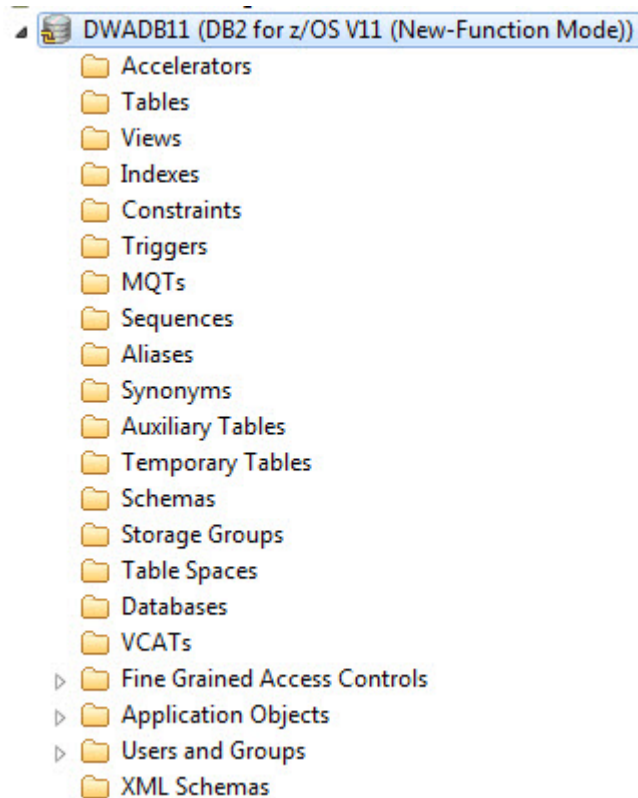 DWADB11 (DB2 for z/OS V11 (New-Function Mode))
Accelerators
Tables
Views
Indexes
Constraints
Triggers
MQTs
Sequences
Aliases
Synonyms
Auxiliary Tables
Temporary Tables
Schemas
Storage Groups
Table Spaces
Databases
VCATs
Fine Grained Access Controls
Application Objects
Users and Groups
XML Schemas